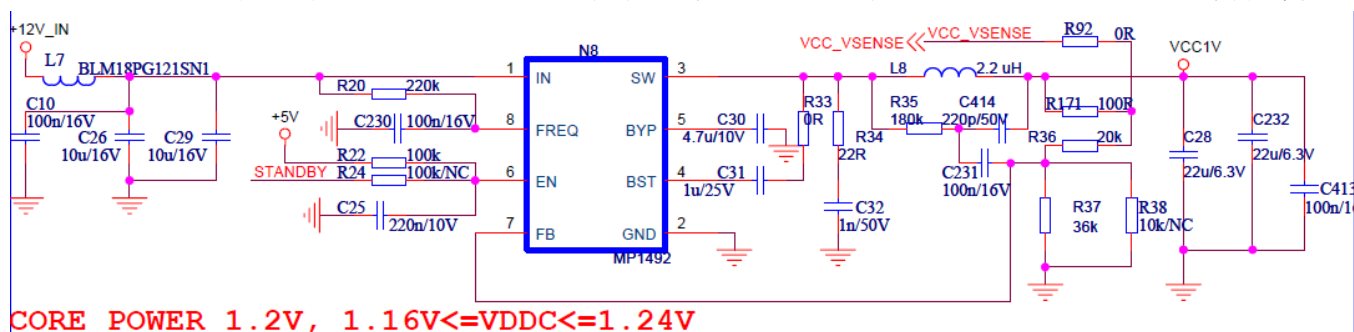 +12V_IN
L7
BLM18PG121SN1
C10
100n/16V
C26
10u/16V
C29
10u/16V
R20
220k
C230
100n/16V
+5V
R22
100k
STANDBY
R24
100k/NC
C25
220n/10V
N8
1
IN
8
FREQ
6
EN
7
FB
SW
3
BYP
5
BST
4
GND
2
MP1492
C30
4.7u/10V
C31
1u/25V
R33
0R
R34
22R
C32
1n/50V
VCC_VSENSE
VCC_VSENSE
R92
0R
L8
2.2 uH
R35
180k
C414
220p/50V
C231
100n/16V
R171
100R
R36
20k
R37
36k
R38
10k/NC
VCC1V
C28
22u/6.3V
C232
22u/6.3V
C413
CORE POWER 1.2V, 1.16V<=VDDC<=1.24V